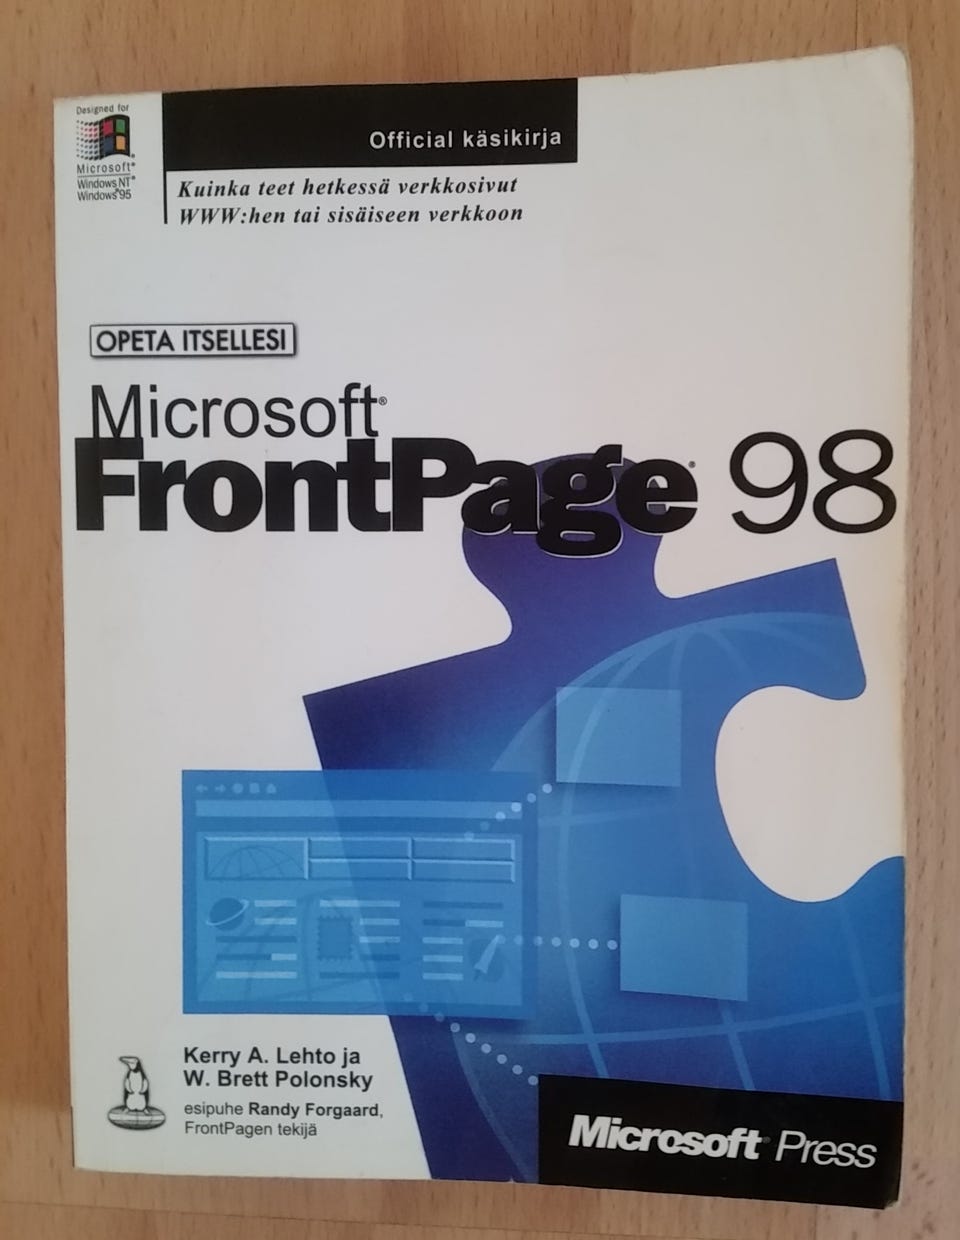 Designed for
Microsoft®
Windows NT®
Windows®95
Official käsikirja
Kuinka teet hetkessä verkkosivut
WWW:hen tai sisäiseen verkkoon
OPETA ITSELLESI
Microsoft®
FrontPage® 98
Kerry A. Lehto ja
W. Brett Polonsky
esipuhe Randy Forgaard,
FrontPagen tekijä
Microsoft® Press